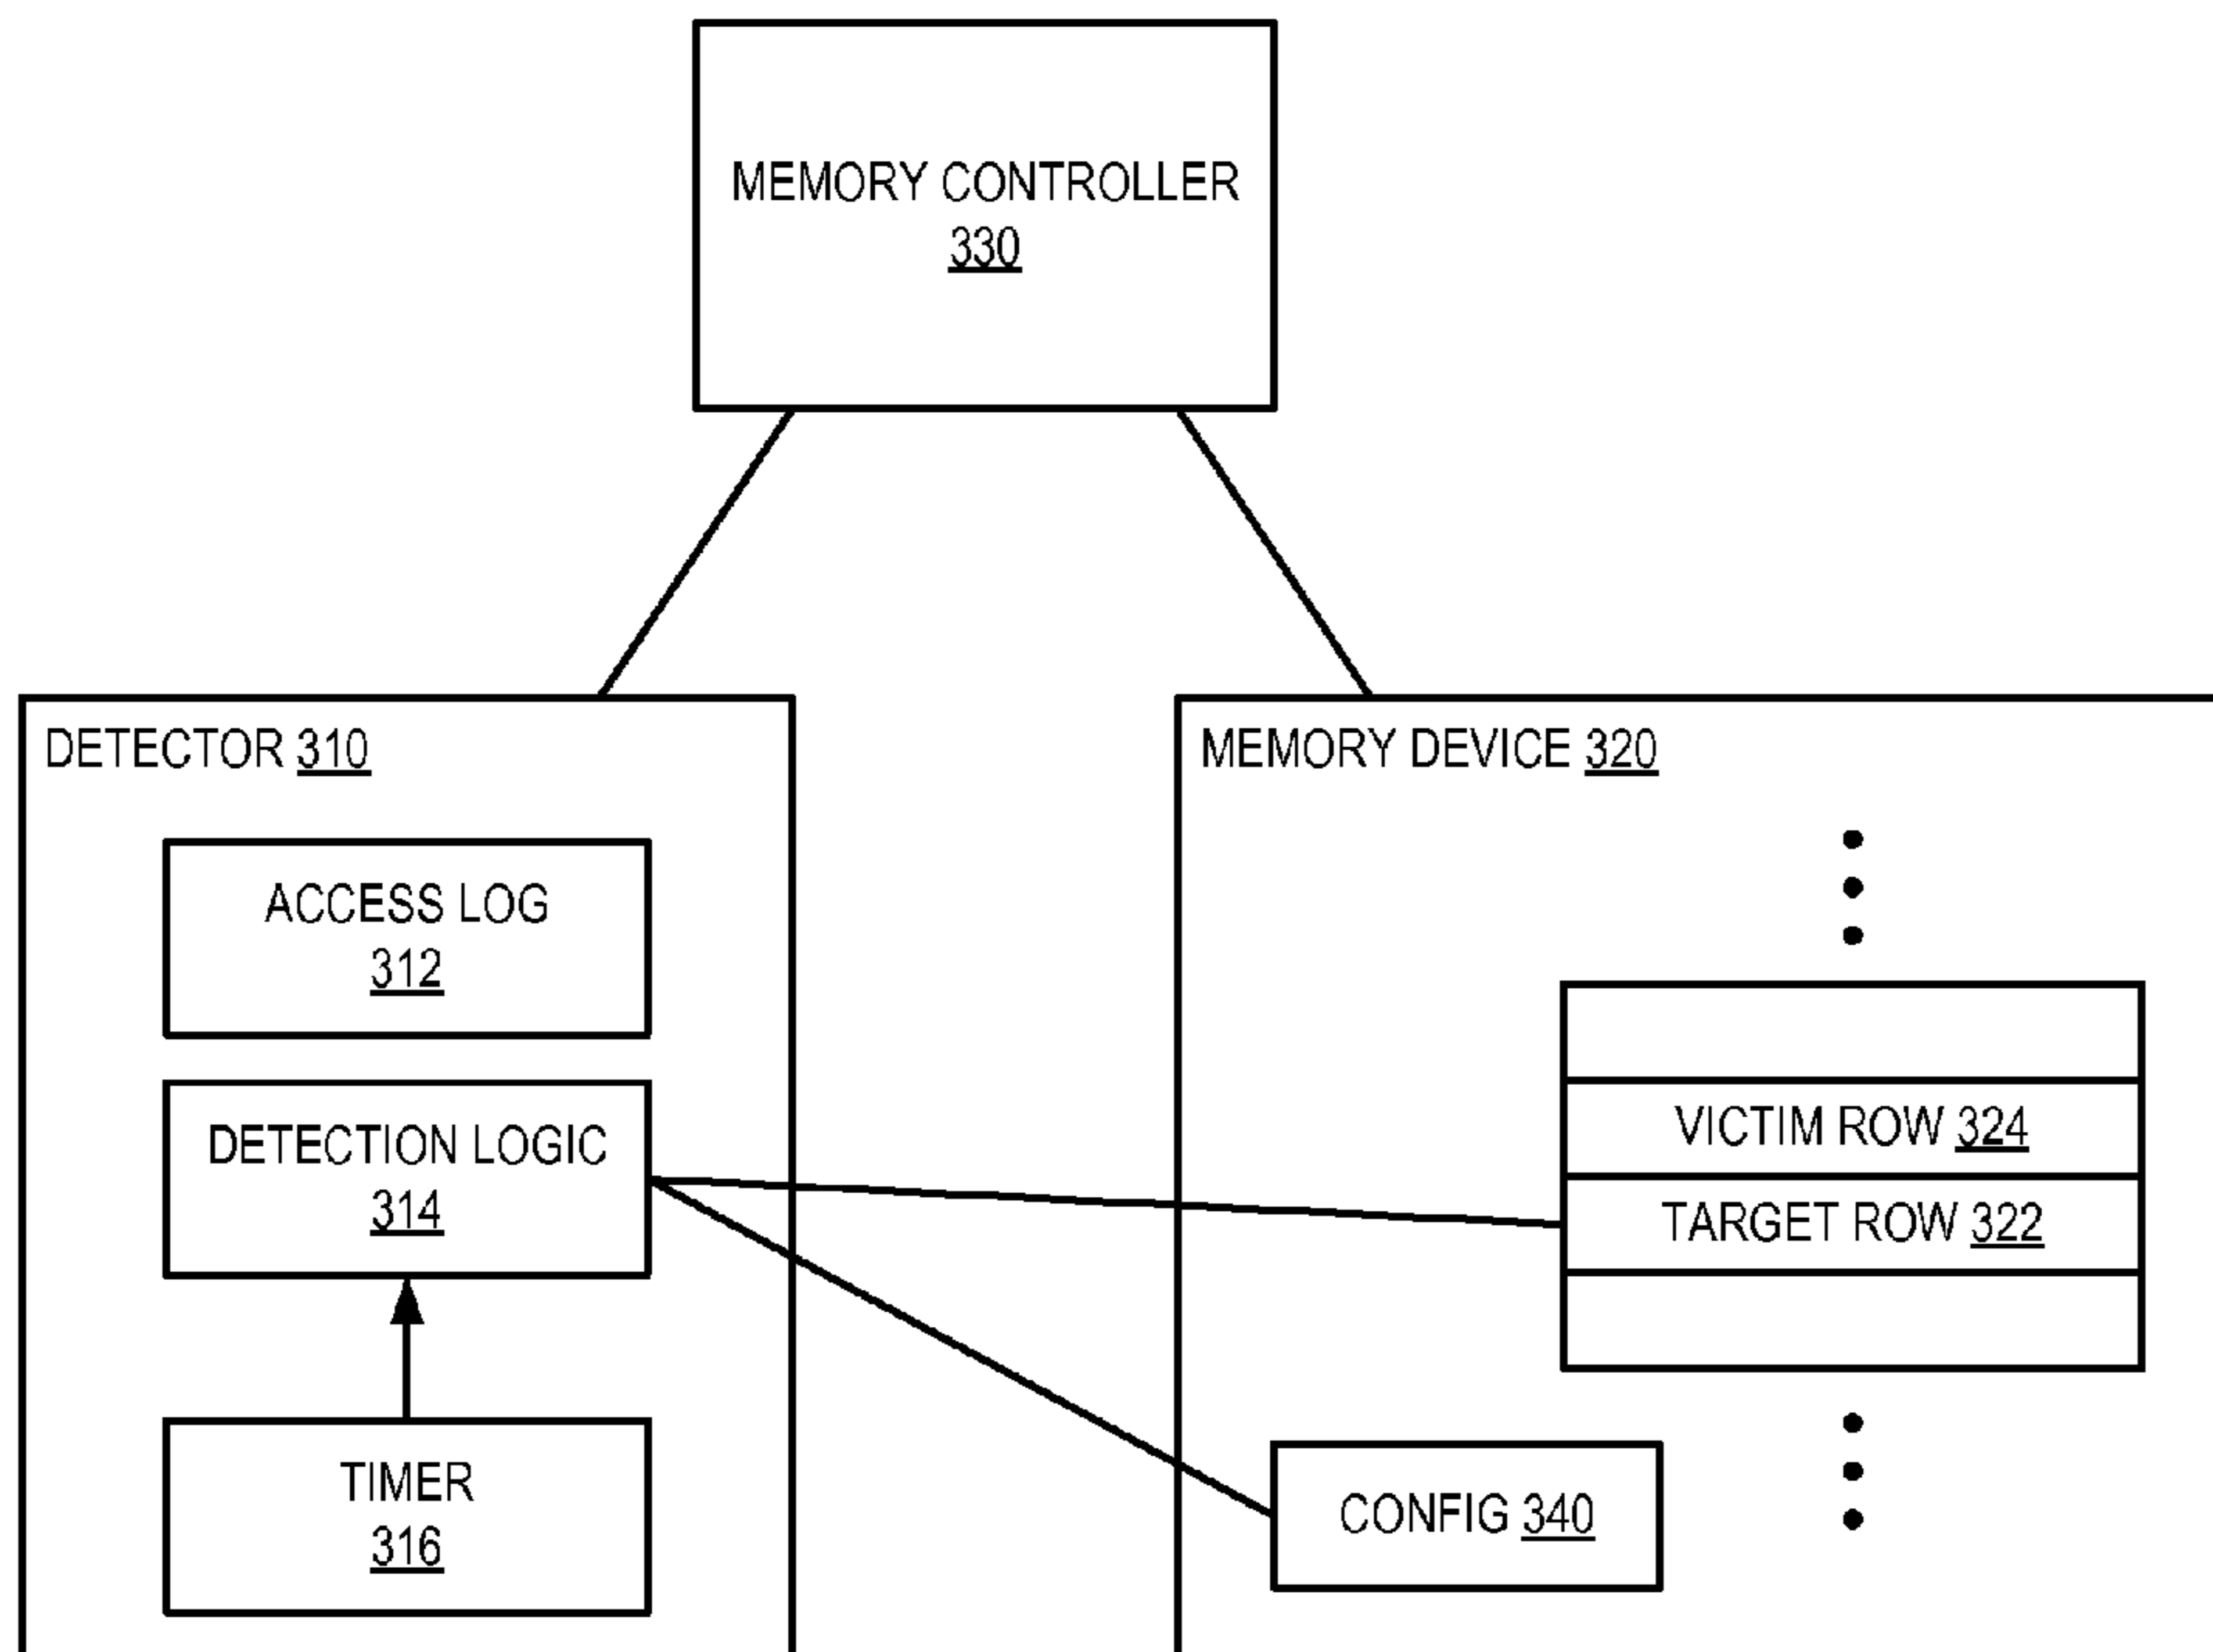 MEMORY CONTROLLER
330
DETECTOR 310
ACCESS LOG
312
DETECTION LOGIC
314
TIMER
316
MEMORY DEVICE 320
VICTIM ROW 324
TARGET ROW 322
CONFIG 340